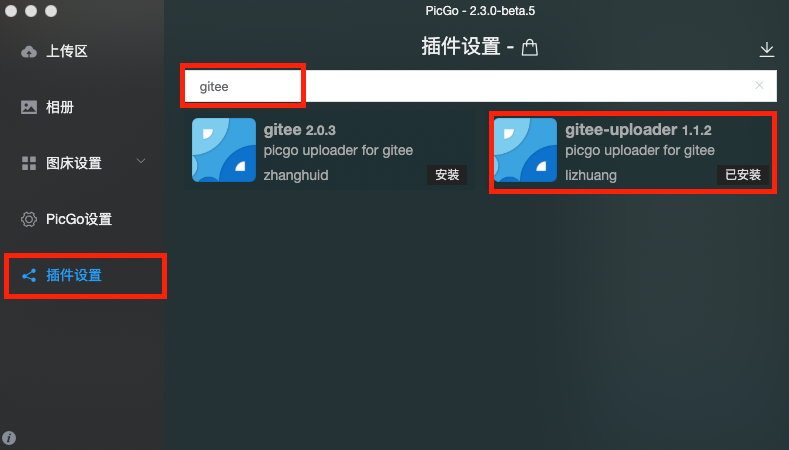 PicGo - 2.3.0-beta.5
上传区
相册
图床设置
PicGo设置
插件设置
插件设置 -
gitee
gitee 2.0.3
picgo uploader for gitee
zhanghuid
安装
gitee-uploader 1.1.2
picgo uploader for gitee
lizhuang
已安装